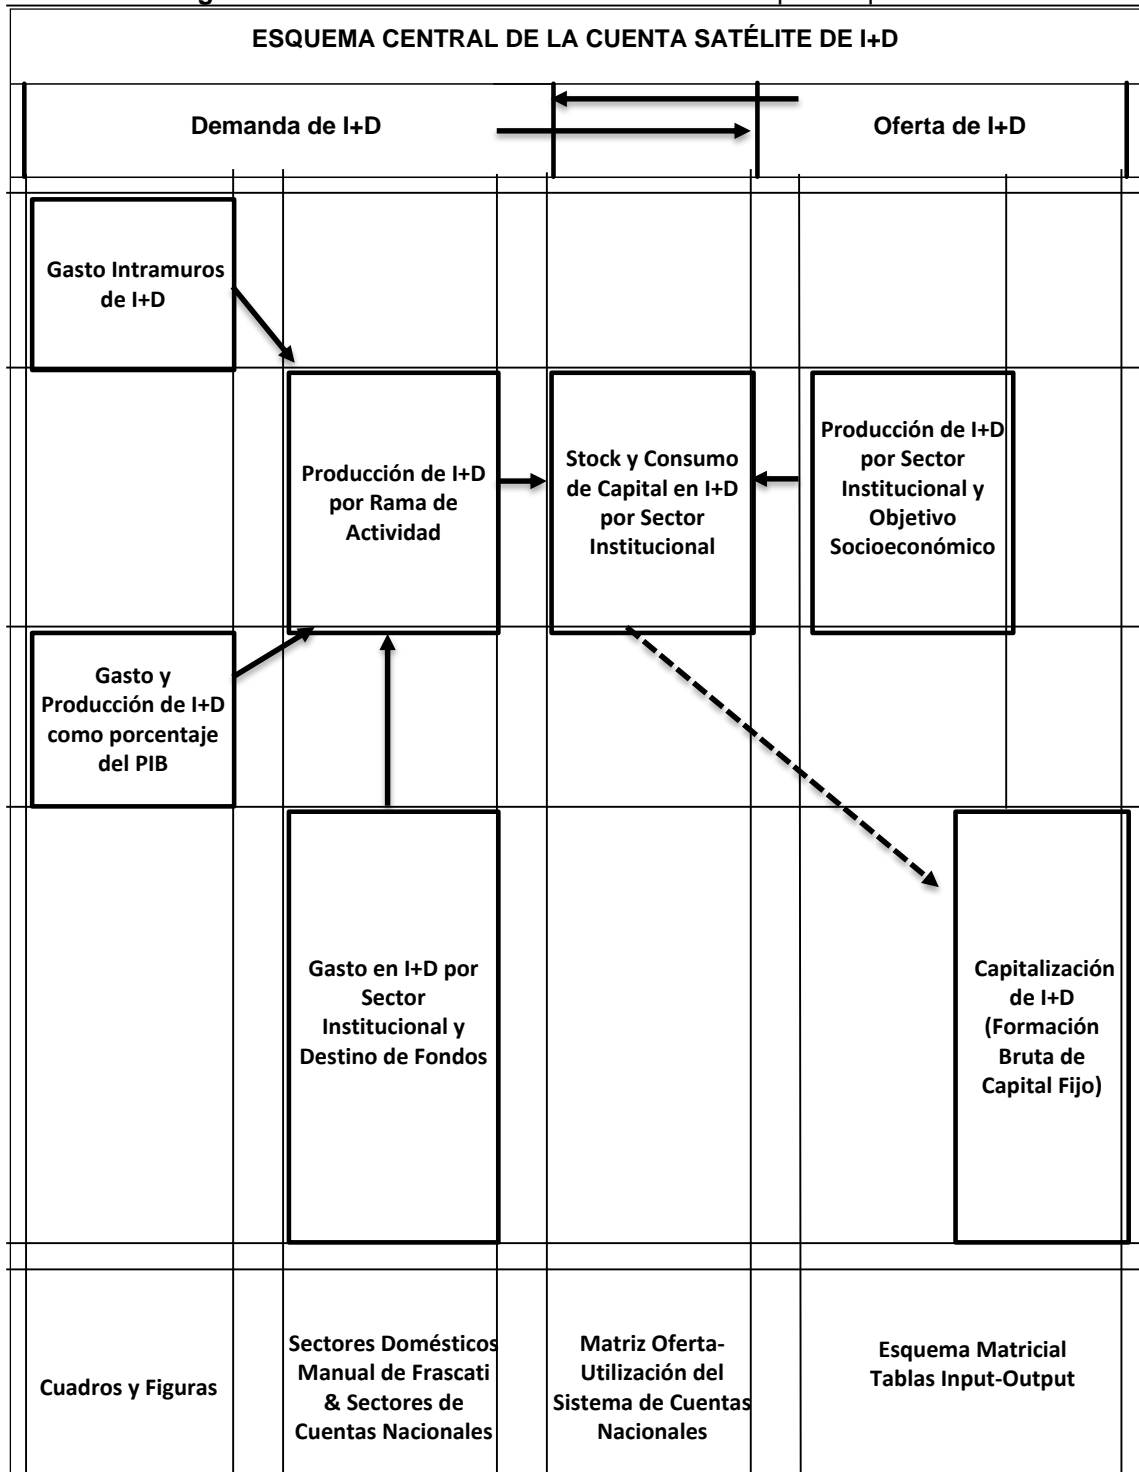 ESQUEMA CENTRAL DE LA CUENTA SATÉLITE DE I+D
Demanda de I+D
Oferta de I+D
Gasto Intramuros
de I+D
Producción de I+D
por Rama de
Actividad
Stock y Consumo
de Capital en I+D
por Sector
Institucional
Producción de I+D
por Sector
Institucional y
Objetivo
Socioeconómico
Gasto y
Producción de I+D
como porcentaje
del PIB
Gasto en I+D por
Sector
Institucional y
Destino de Fondos
Capitalización
de I+D
(Formación
Bruta de
Capital Fijo)
Cuadros y Figuras
Sectores Domésticos
Manual de Frascati
& Sectores de
Cuentas Nacionales
Matriz Oferta-
Utilización del
Sistema de Cuentas
Nacionales
Esquema Matricial
Tablas Input-Output